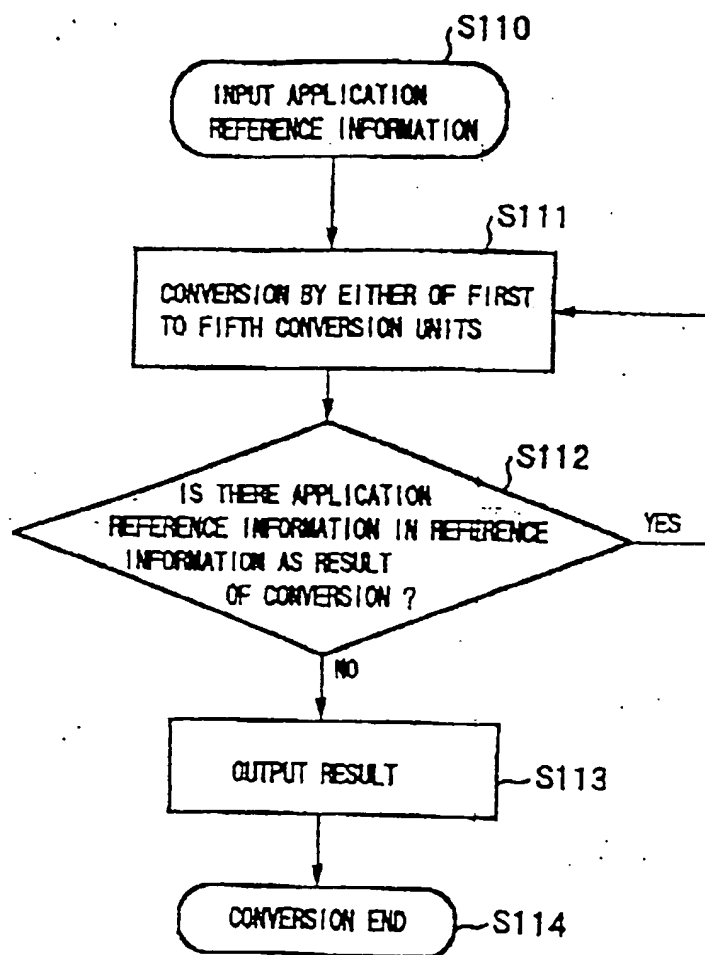 S110
INPUT APPLICATION
REFERENCE INFORMATION
S111
CONVERSION BY EITHER OF FIRST
TO FIFTH CONVERSION UNITS
S112
IS THERE APPLICATION
REFERENCE INFORMATION IN REFERENCE
INFORMATION AS RESULT
OF CONVERSION ?
YES
NO
OUTPUT RESULT
S113
CONVERSION END
S114